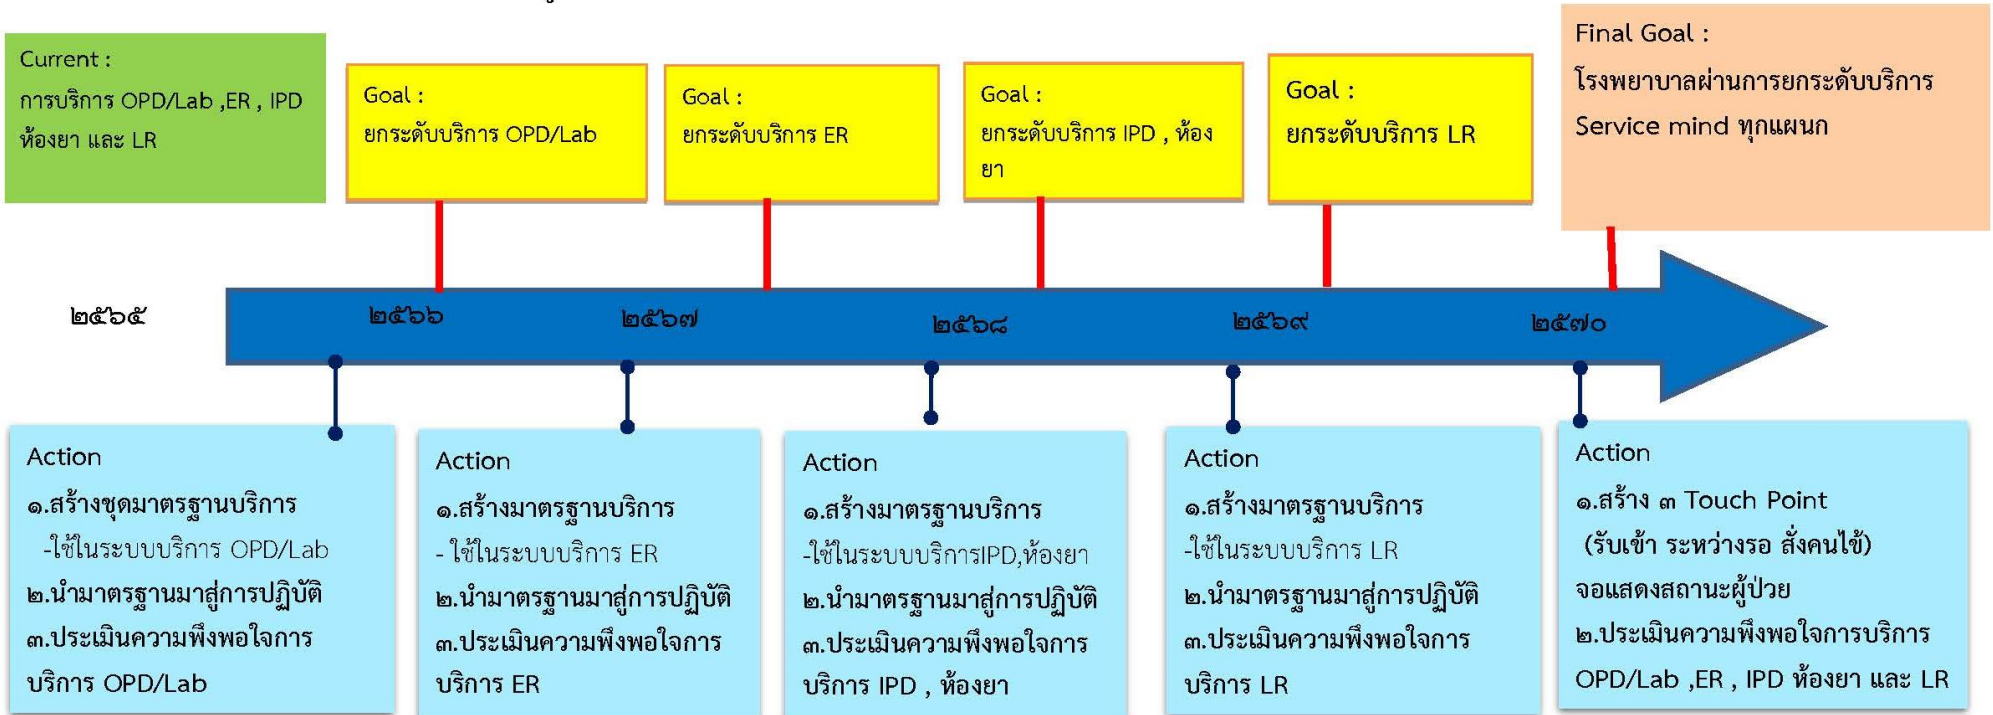 Current :
การบริการ OPD/Lab ,ER , IPD
ห้องยา และ LR
Goal :
ยกระดับบริการ OPD/Lab
Goal :
ยกระดับบริการ ER
Goal :
ยกระดับบริการ IPD , ห้อง
ยา
Goal :
ยกระดับบริการ LR
Final Goal :
โรงพยาบาลผ่านการยกระดับบริการ
Service mind ทุกแผนก
๒๕๖๕
๒๕๖๖
๒๕๖๗
๒๕๖๘
๒๕๖๙
๒๕๗๐
Action
๑.สร้างชุดมาตรฐานบริการ
-ใช้ในระบบบริการ OPD/Lab
๒.นำมาตรฐานมาสู่การปฏิบัติ
๓.ประเมินความพึงพอใจการ
บริการ OPD/Lab
Action
๑.สร้างมาตรฐานบริการ
- ใช้ในระบบบริการ ER
๒.นำมาตรฐานมาสู่การปฏิบัติ
๓.ประเมินความพึงพอใจการ
บริการ ER
Action
๑.สร้างมาตรฐานบริการ
-ใช้ในระบบบริการIPD,ห้องยา
๒.นำมาตรฐานมาสู่การปฏิบัติ
๓.ประเมินความพึงพอใจการ
บริการ IPD , ห้องยา
Action
๑.สร้างมาตรฐานบริการ
-ใช้ในระบบบริการ LR
๒.นำมาตรฐานมาสู่การปฏิบัติ
๓.ประเมินความพึงพอใจการ
บริการ LR
Action
๑.สร้าง ๓ Touch Point
(รับเข้า ระหว่างรอ สั่งคนไข้)
จอแสดงสถานะผู้ป่วย
๒.ประเมินความพึงพอใจการบริการ
OPD/Lab ,ER , IPD ห้องยา และ LR